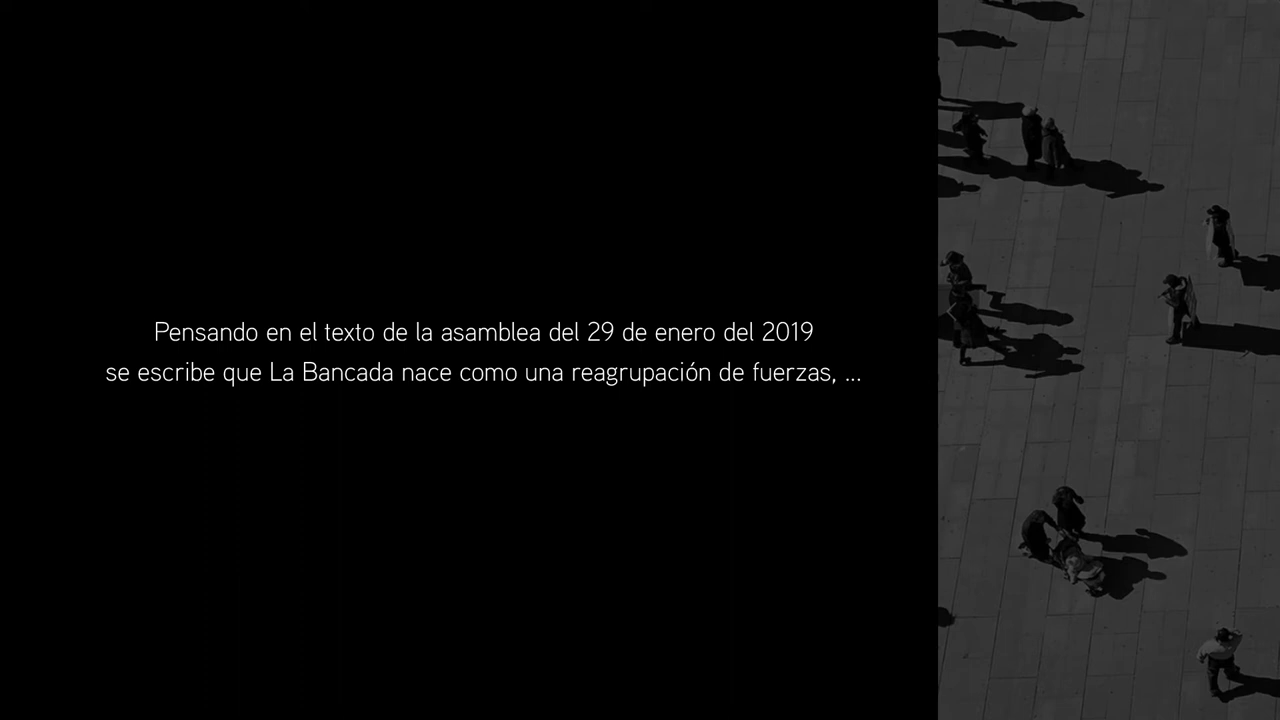 Pensando en el texto de la asamblea del 29 de enero del 2019
se escribe que La Bancada nace como una reagrupación de fuerzas, ...